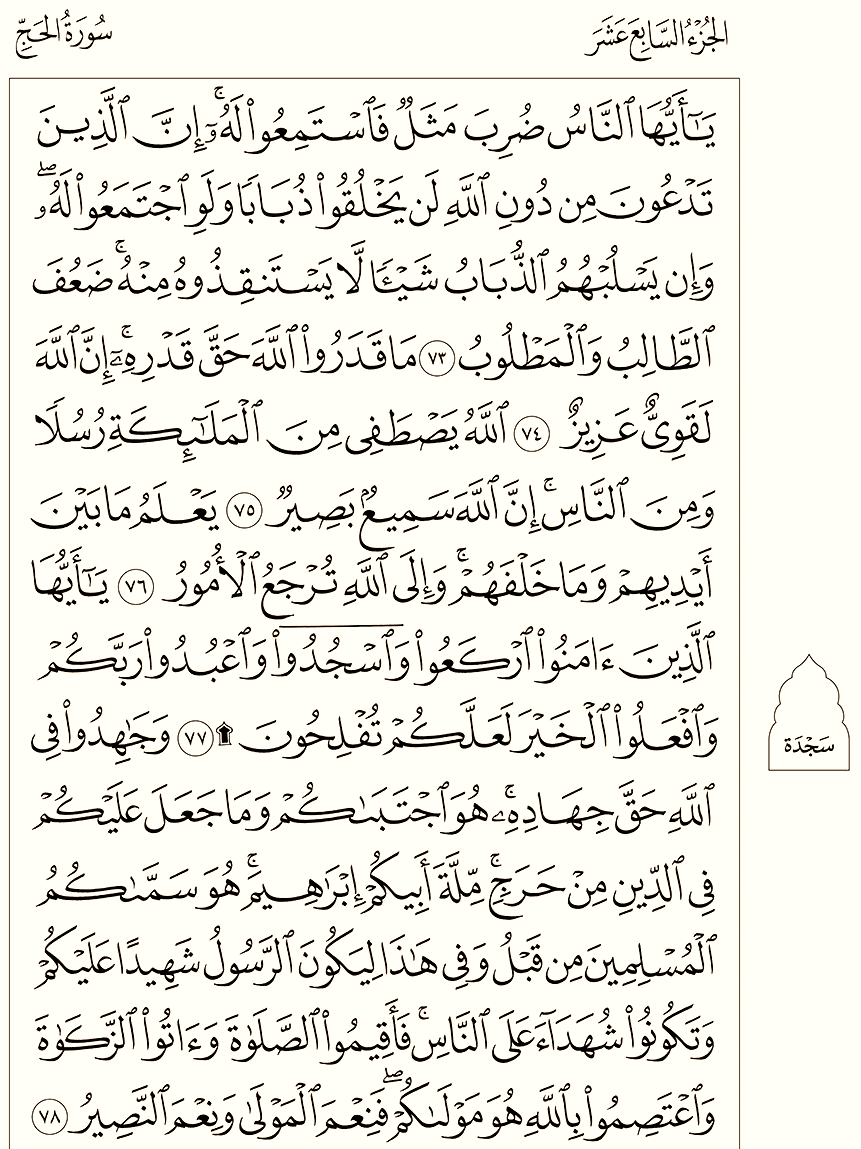 الجُزْءُ السَّابِعَ عَشَرَ
سُورَةُ الحَجِّ
يَـٰٓأَيُّهَا ٱلنَّاسُ ضُرِبَ مَثَلٌ فَٱسْتَمِعُوا۟ لَهُۥٓ ۚ إِنَّ ٱلَّذِينَ
تَدْعُونَ مِن دُونِ ٱللَّهِ لَن يَخْلُقُوا۟ ذُبَابًا وَلَوِ ٱجْتَمَعُوا۟ لَهُۥ ۖ
وَإِن يَسْلُبْهُمُ ٱلذُّبَابُ شَيْـًٔا لَّا يَسْتَنقِذُوهُ مِنْهُ ۚ ضَعُفَ
ٱلطَّالِبُ وَٱلْمَطْلُوبُ ٧٣ مَا قَدَرُوا۟ ٱللَّهَ حَقَّ قَدْرِهِۦٓ ۚ إِنَّ ٱللَّهَ
لَقَوِىٌّ عَزِيزٌ ٧٤ ٱللَّهُ يَصْطَفِى مِنَ ٱلْمَلَـٰٓئِكَةِ رُسُلًا
وَمِنَ ٱلنَّاسِ ۚ إِنَّ ٱللَّهَ سَمِيعٌۢ بَصِيرٌ ٧٥ يَعْلَمُ مَا بَيْنَ
أَيْدِيهِمْ وَمَا خَلْفَهُمْ ۚ وَإِلَى ٱللَّهِ تُرْجَعُ ٱلْأُمُورُ ٧٦ يَـٰٓأَيُّهَا
ٱلَّذِينَ ءَامَنُوا۟ ٱرْكَعُوا۟ وَٱسْجُدُوا۟ وَٱعْبُدُوا۟ رَبَّكُمْ
وَٱفْعَلُوا۟ ٱلْخَيْرَ لَعَلَّكُمْ تُفْلِحُونَ ۩ ٧٧ وَجَـٰهِدُوا۟ فِى
سَجْدَة
ٱللَّهِ حَقَّ جِهَادِهِۦ ۚ هُوَ ٱجْتَبَىٰكُمْ وَمَا جَعَلَ عَلَيْكُمْ
فِى ٱلدِّينِ مِنْ حَرَجٍ ۚ مِّلَّةَ أَبِيكُمْ إِبْرَٰهِيمَ ۚ هُوَ سَمَّىٰكُمُ
ٱلْمُسْلِمِينَ مِن قَبْلُ وَفِى هَـٰذَا لِيَكُونَ ٱلرَّسُولُ شَهِيدًا عَلَيْكُمْ
وَتَكُونُوا۟ شُهَدَآءَ عَلَى ٱلنَّاسِ ۚ فَأَقِيمُوا۟ ٱلصَّلَوٰةَ وَءَاتُوا۟ ٱلزَّكَوٰةَ
وَٱعْتَصِمُوا۟ بِٱللَّهِ هُوَ مَوْلَىٰكُمْ ۖ فَنِعْمَ ٱلْمَوْلَىٰ وَنِعْمَ ٱلنَّصِيرُ ٧٨